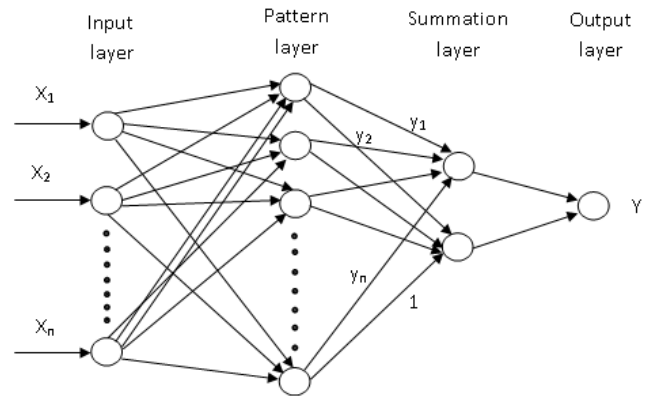 Input layer
Pattern layer
Summation layer
Output layer
X1
X2
Xn
y1
y2
yn
1
Y